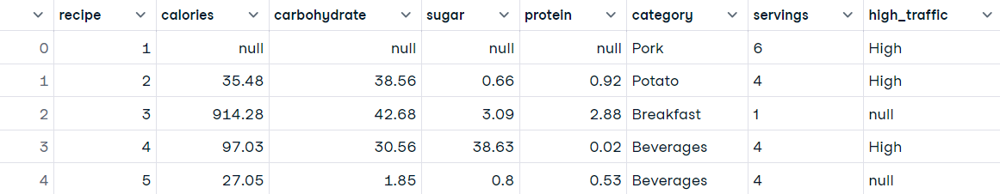 recipe calories carbohydrate sugar protein category servings high_traffic
0 1 null null null null Pork 6 High
1 2 35.48 38.56 0.66 0.92 Potato 4 High
2 3 914.28 42.68 3.09 2.88 Breakfast 1 null
3 4 97.03 30.56 38.63 0.02 Beverages 4 High
4 5 27.05 1.85 0.8 0.53 Beverages 4 null